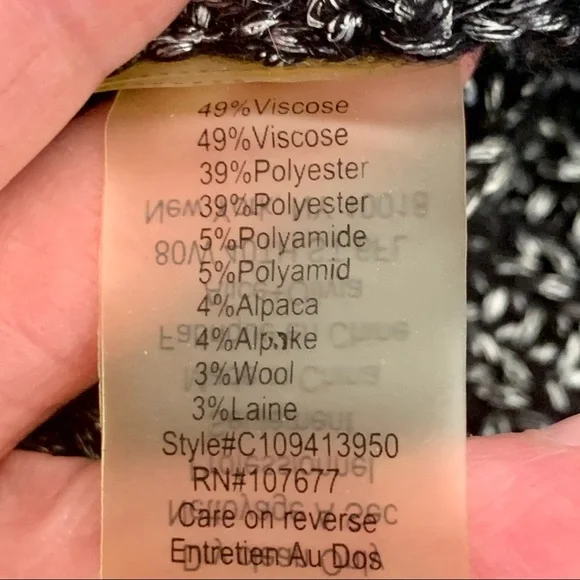 49%Viscose
49%Viscose
39%Polyester
39%Polyester
5%Polyamide
5%Polyamid
4%Alpaca
4%Alpake
3%Wool
3%Laine
Style#C109413950
RN#107677
Care on reverse
Entretien Au Dos